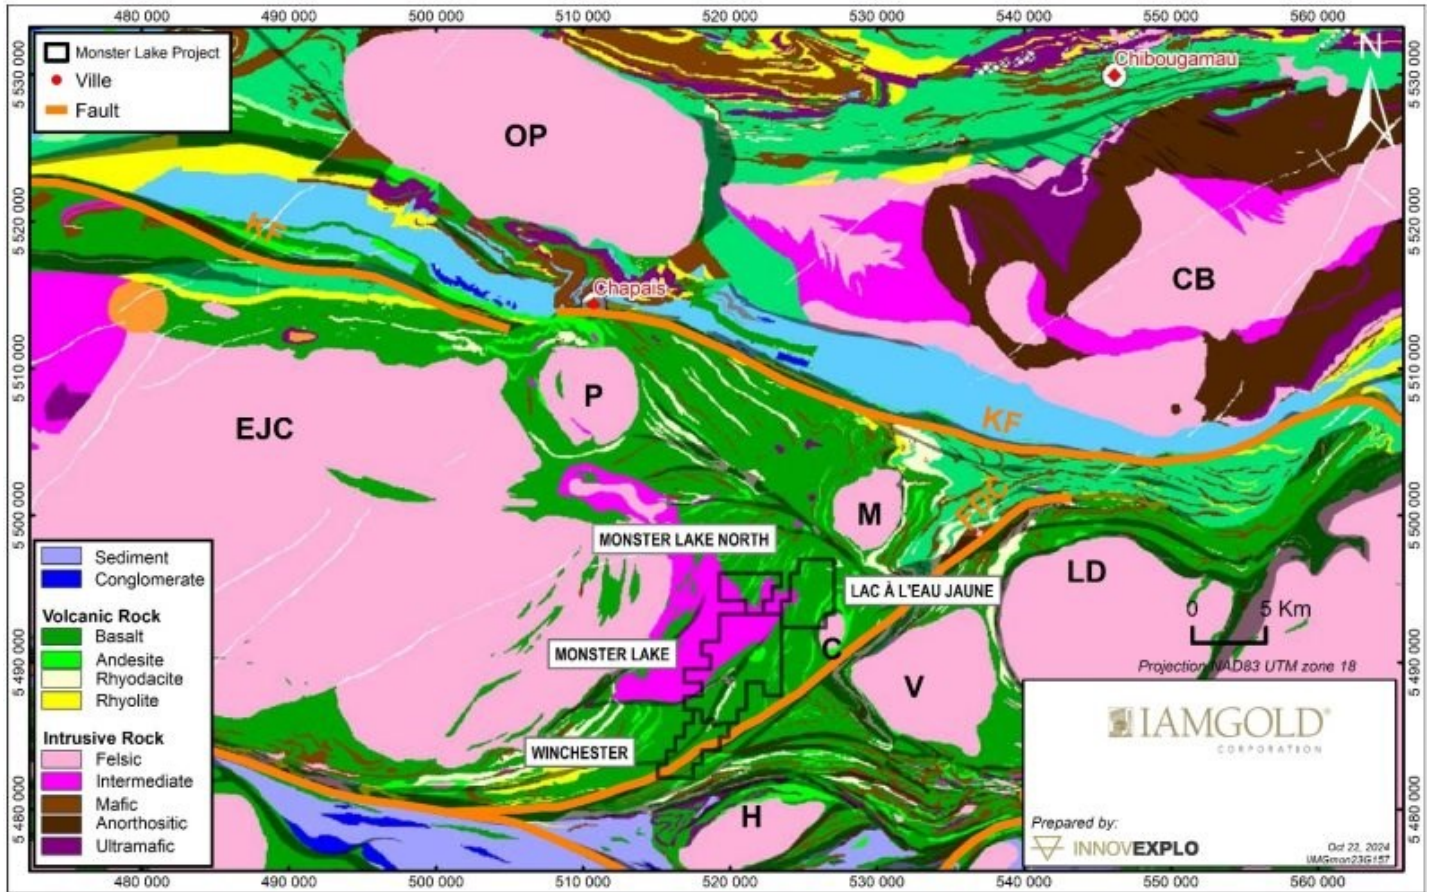 480 000 490 000 500 000 510 000 520 000 530 000 540 000 550 000 560 000
Monster Lake Project
Ville
Fault
N
5 530 000
5 530 000
Chibougamau
OP
5 520 000
5 520 000
KF
CB
Chapais
5 510 000
5 510 000
P
EJC
KF
5 500 000
5 500 000
M
MONSTER LAKE NORTH
LAC À L'EAU JAUNE
LD
0 5 Km
Projection NAD83 UTM zone 18
C
MONSTER LAKE
5 490 000
5 490 000
V
WINCHESTER
H
5 480 000
5 480 000
Sediment
Conglomerate
Volcanic Rock
Basalt
Andesite
Rhyodacite
Rhyolite
Intrusive Rock
Felsic
Intermediate
Mafic
Anorthositic
Ultramafic
IAMGOLD®
CORPORATION
Prepared by:
INNOVEXPLO
Oct 22, 2024
IAMGmon23G157
480 000 490 000 500 000 510 000 520 000 530 000 540 000 550 000 560 000